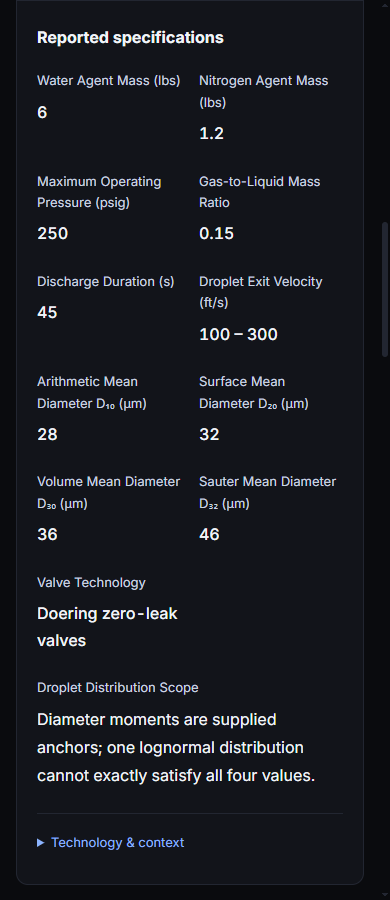 Reported specifications
Water Agent Mass (lbs)
6
Nitrogen Agent Mass
(lbs)
1.2
Maximum Operating
Pressure (psig)
250
Gas-to-Liquid Mass
Ratio
0.15
Discharge Duration (s)
45
Droplet Exit Velocity
(ft/s)
100 – 300
Arithmetic Mean
Diameter D₁₀ (μm)
28
Surface Mean
Diameter D₂₀ (μm)
32
Volume Mean Diameter
D₃₀ (μm)
36
Sauter Mean Diameter
D₃₂ (μm)
46
Valve Technology
Doering zero-leak
valves
Droplet Distribution Scope
Diameter moments are supplied
anchors; one lognormal distribution
cannot exactly satisfy all four values.
Technology & context